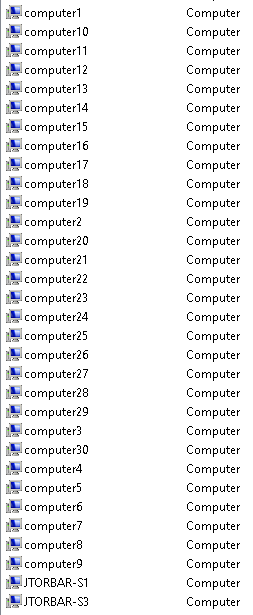 computer1 Computer
computer10 Computer
computer11 Computer
computer12 Computer
computer13 Computer
computer14 Computer
computer15 Computer
computer16 Computer
computer17 Computer
computer18 Computer
computer19 Computer
computer2 Computer
computer20 Computer
computer21 Computer
computer22 Computer
computer23 Computer
computer24 Computer
computer25 Computer
computer26 Computer
computer27 Computer
computer28 Computer
computer29 Computer
computer3 Computer
computer30 Computer
computer4 Computer
computer5 Computer
computer6 Computer
computer7 Computer
computer8 Computer
computer9 Computer
JTORBAR-S1 Computer
JTORBAR-S3 Computer